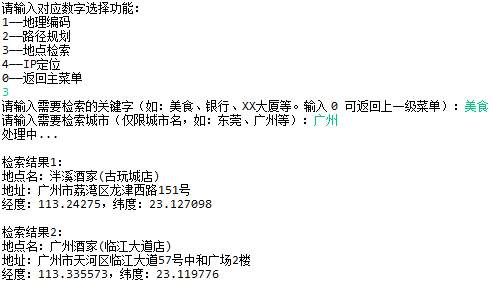 请输入对应数字选择功能:
1——地理编码
2——路径规划
3——地点检索
4——IP定位
0——返回主菜单
3
请输入需要检索的关键字（如：美食、银行、XX大厦等。输入 0 可返回上一级菜单）：美食
请输入需要检索城市（仅限城市名，如：东莞、广州等）：广州
处理中...

检索结果1：
地点名：泮溪酒家(古玩城店)
地址：广州市荔湾区龙津西路151号
经度：113.24275，纬度：23.127098

检索结果2：
地点名：广州酒家(临江大道店)
地址：广州市天河区临江大道57号中和广场2楼
经度：113.335573，纬度：23.119776